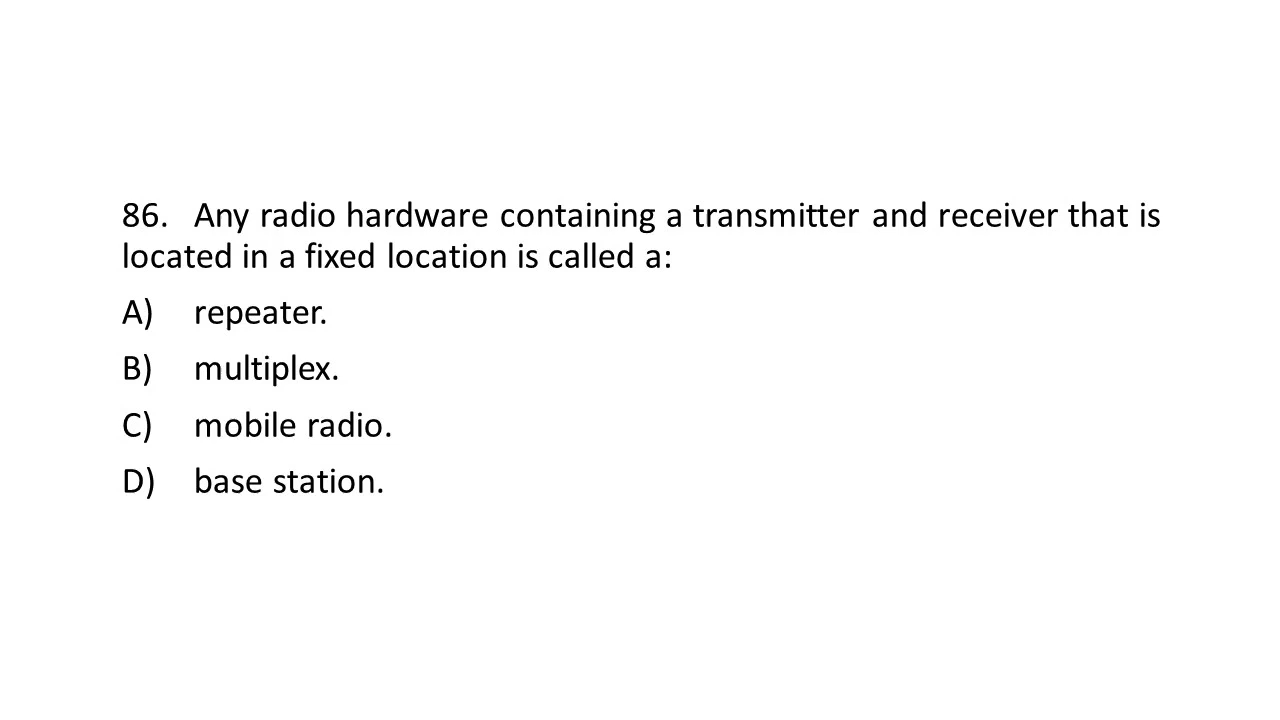 86. Any radio hardware containing a transmitter and receiver that is
located in a fixed location is called a:
A) repeater.
B) multiplex.
C) mobile radio.
D) base station.